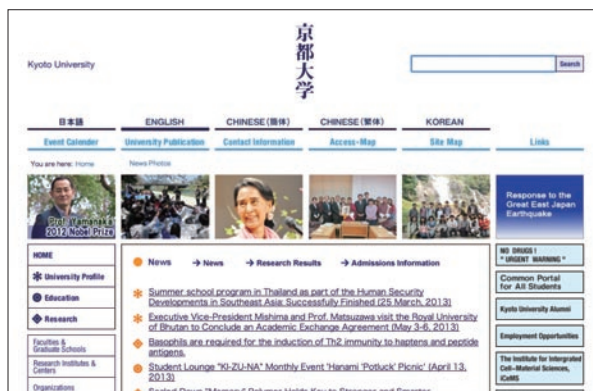 京都大学
Kyoto University
Search
日本語 ENGLISH CHINESE(簡体) CHINESE(繁体) KOREAN
Event Calender University Publication Contact Information Access-Map Site Map Links
You are here: Home News Photos
Prof. Yamanaka
2012 Nobel Prize
Response to the
Great East Japan
Earthquake
HOME
University Profile
Education
Research
Faculties &
Graduate Schools
Research Institutes &
Centers
Organizations
News → News → Research Results → Admissions Information
Summer school program in Thailand as part of the Human Security
Developments in Southeast Asia: Successfully Finished (25 March, 2013)
Executive Vice-President Mishima and Prof. Matsuzawa visit the Royal University
of Bhutan to Conclude an Academic Exchange Agreement (May 3-6, 2013)
Basophils are required for the induction of Th2 immunity to haptens and peptide
antigens.
Student Lounge "KI-ZU-NA" Monthly Event 'Hanami 'Potluck' Picnic' (April 13,
2013)
NO DRUGS !
" URGENT WARNING "
Common Portal
for All Students
Kyoto University Alumni
Employment Opportunities
The Institute for Intergrated
Cell-Material Sciences,
iCeMS